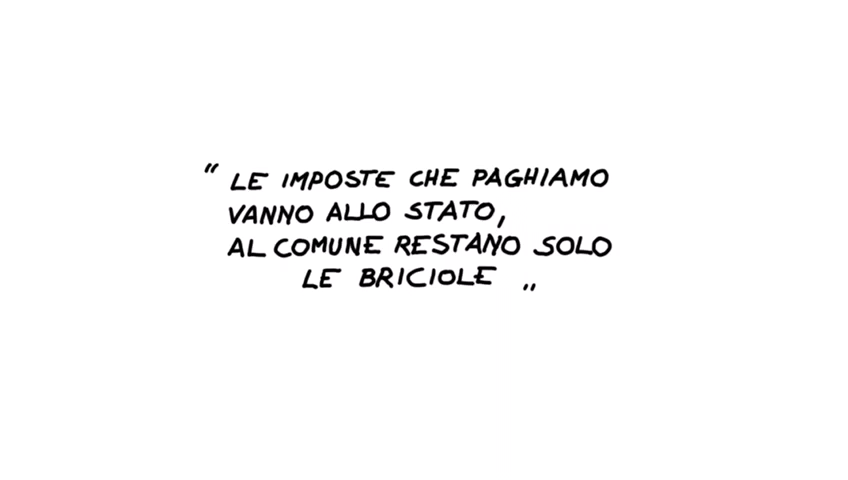 " LE IMPOSTE CHE PAGHIAMO
VANNO ALLO STATO,
AL COMUNE RESTANO SOLO
LE BRICIOLE „